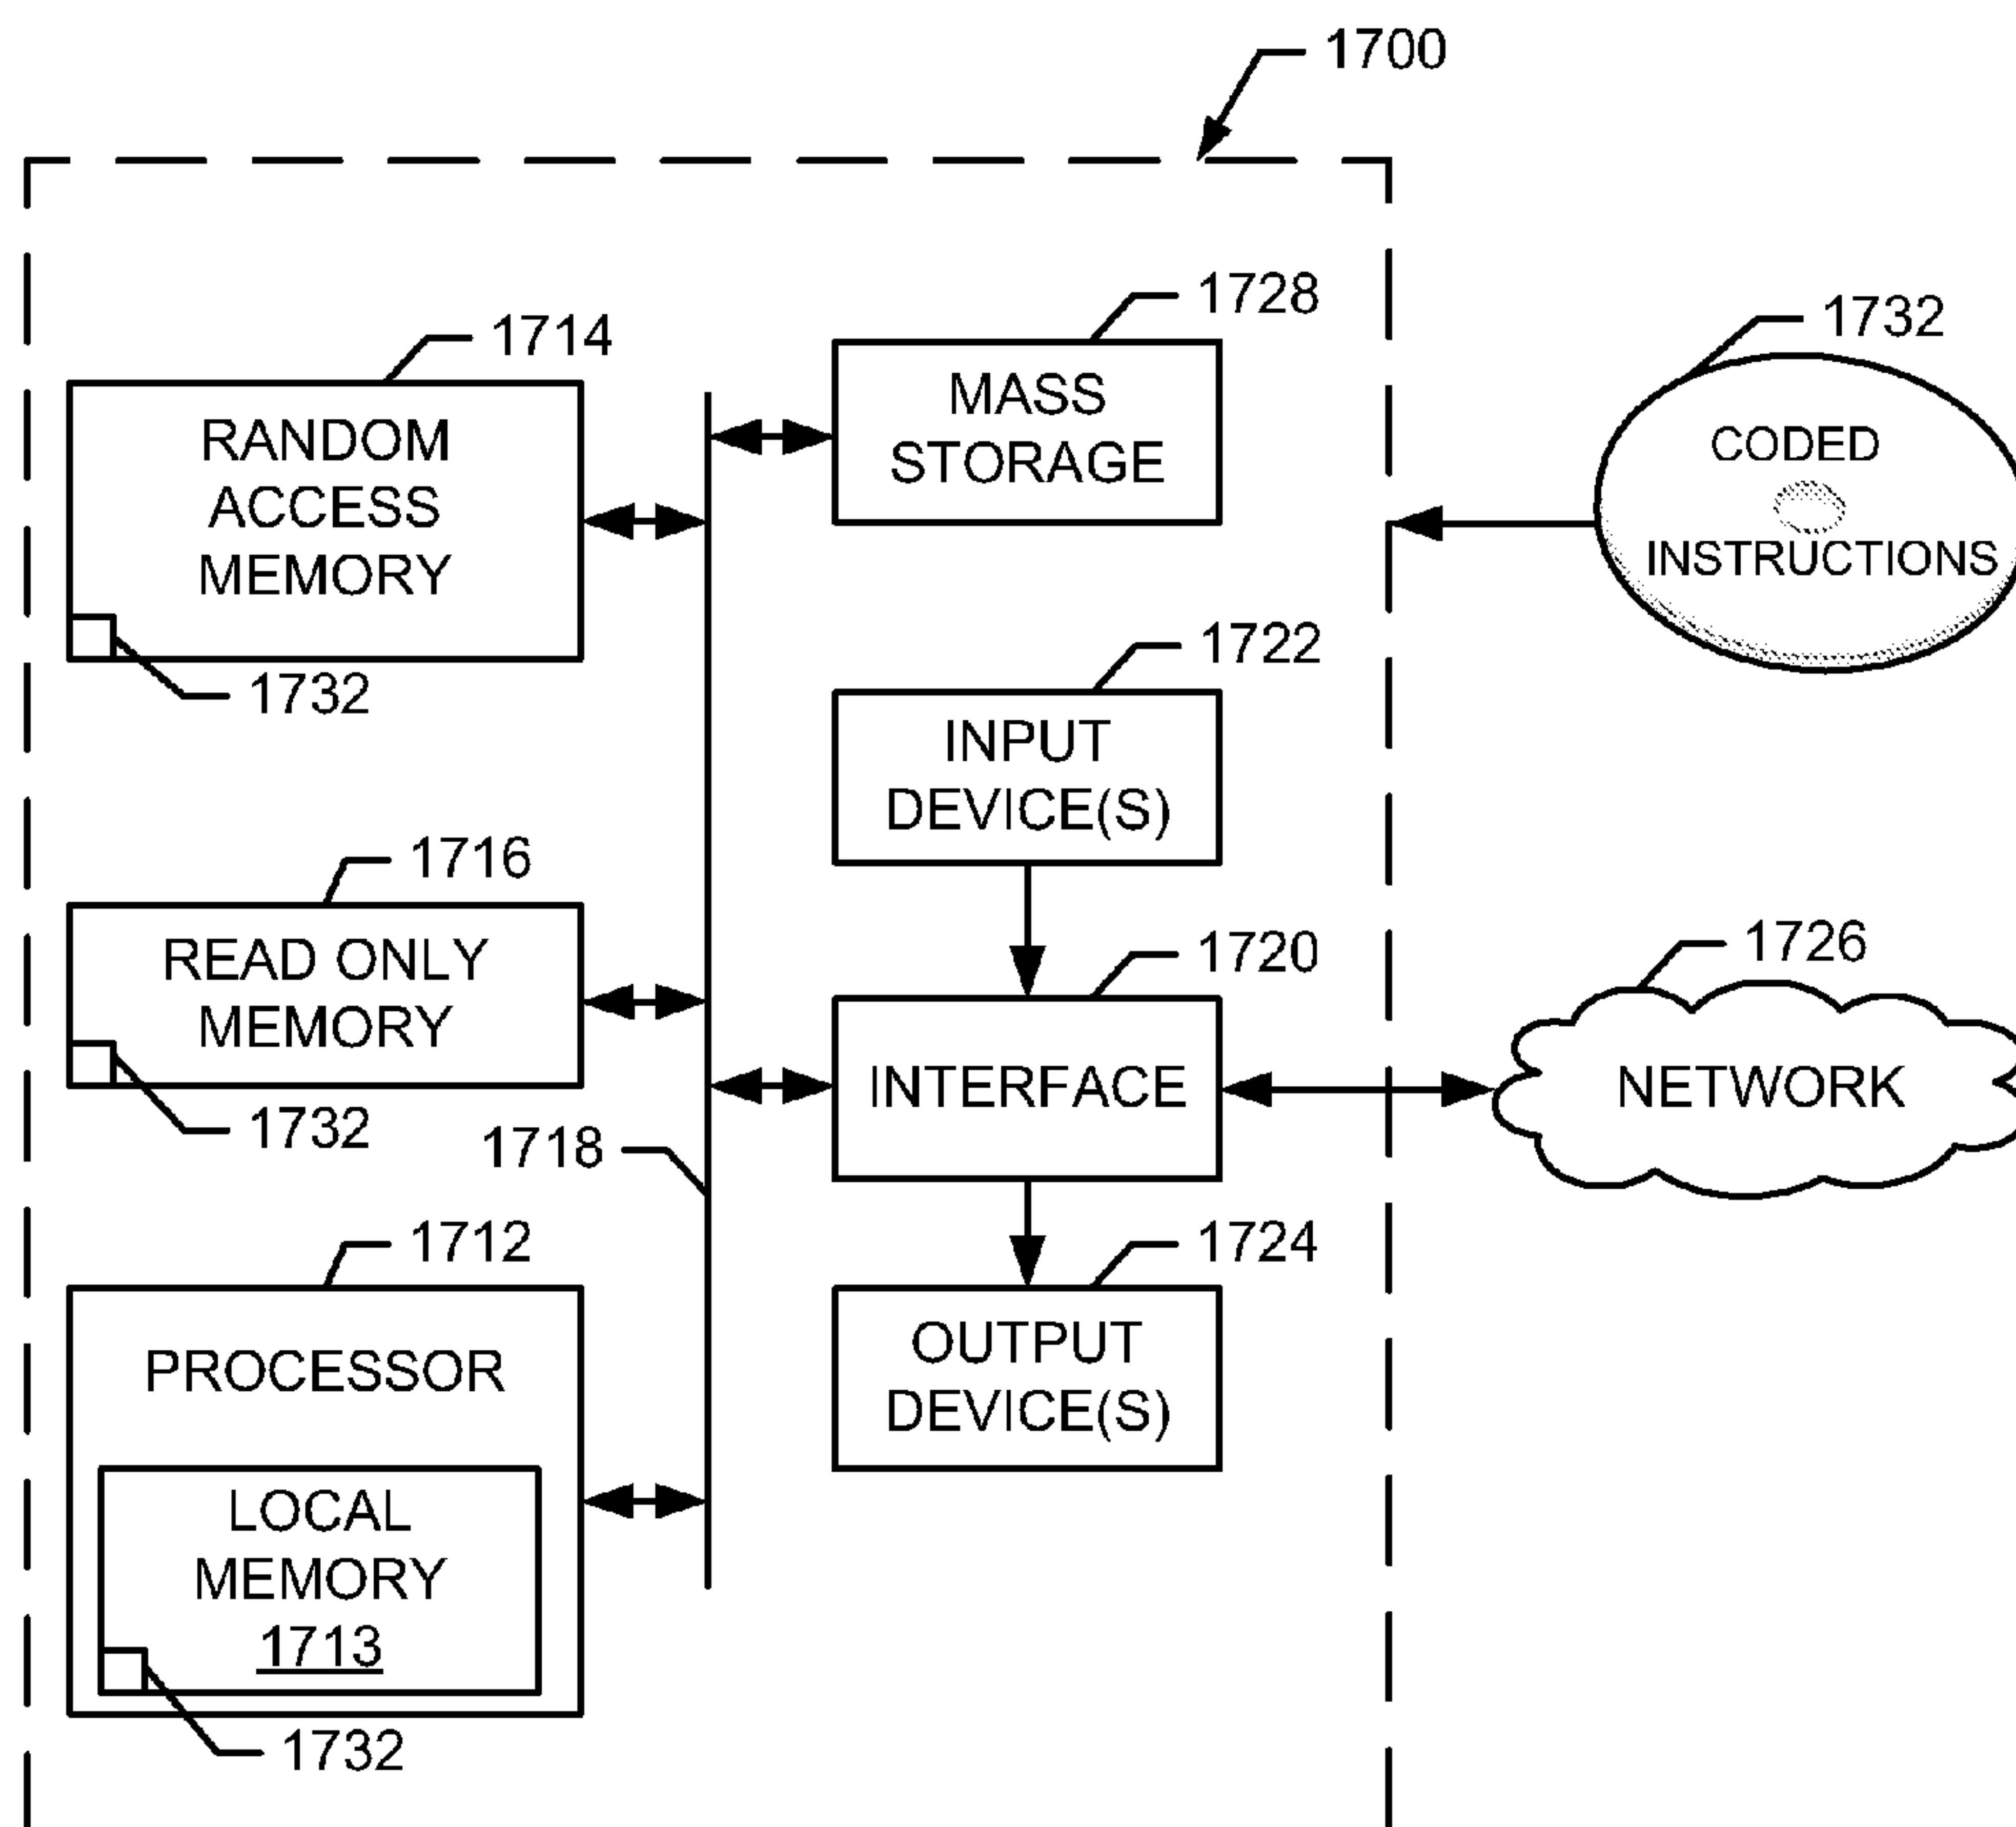 1700
1728
MASS
STORAGE
1714
RANDOM
ACCESS
MEMORY
1732
1732
CODED
INSTRUCTIONS
1722
INPUT
DEVICE(S)
1716
READ ONLY
MEMORY
1732
1720
INTERFACE
1726
NETWORK
1718
1712
PROCESSOR
LOCAL
MEMORY
1713
1732
1724
OUTPUT
DEVICE(S)